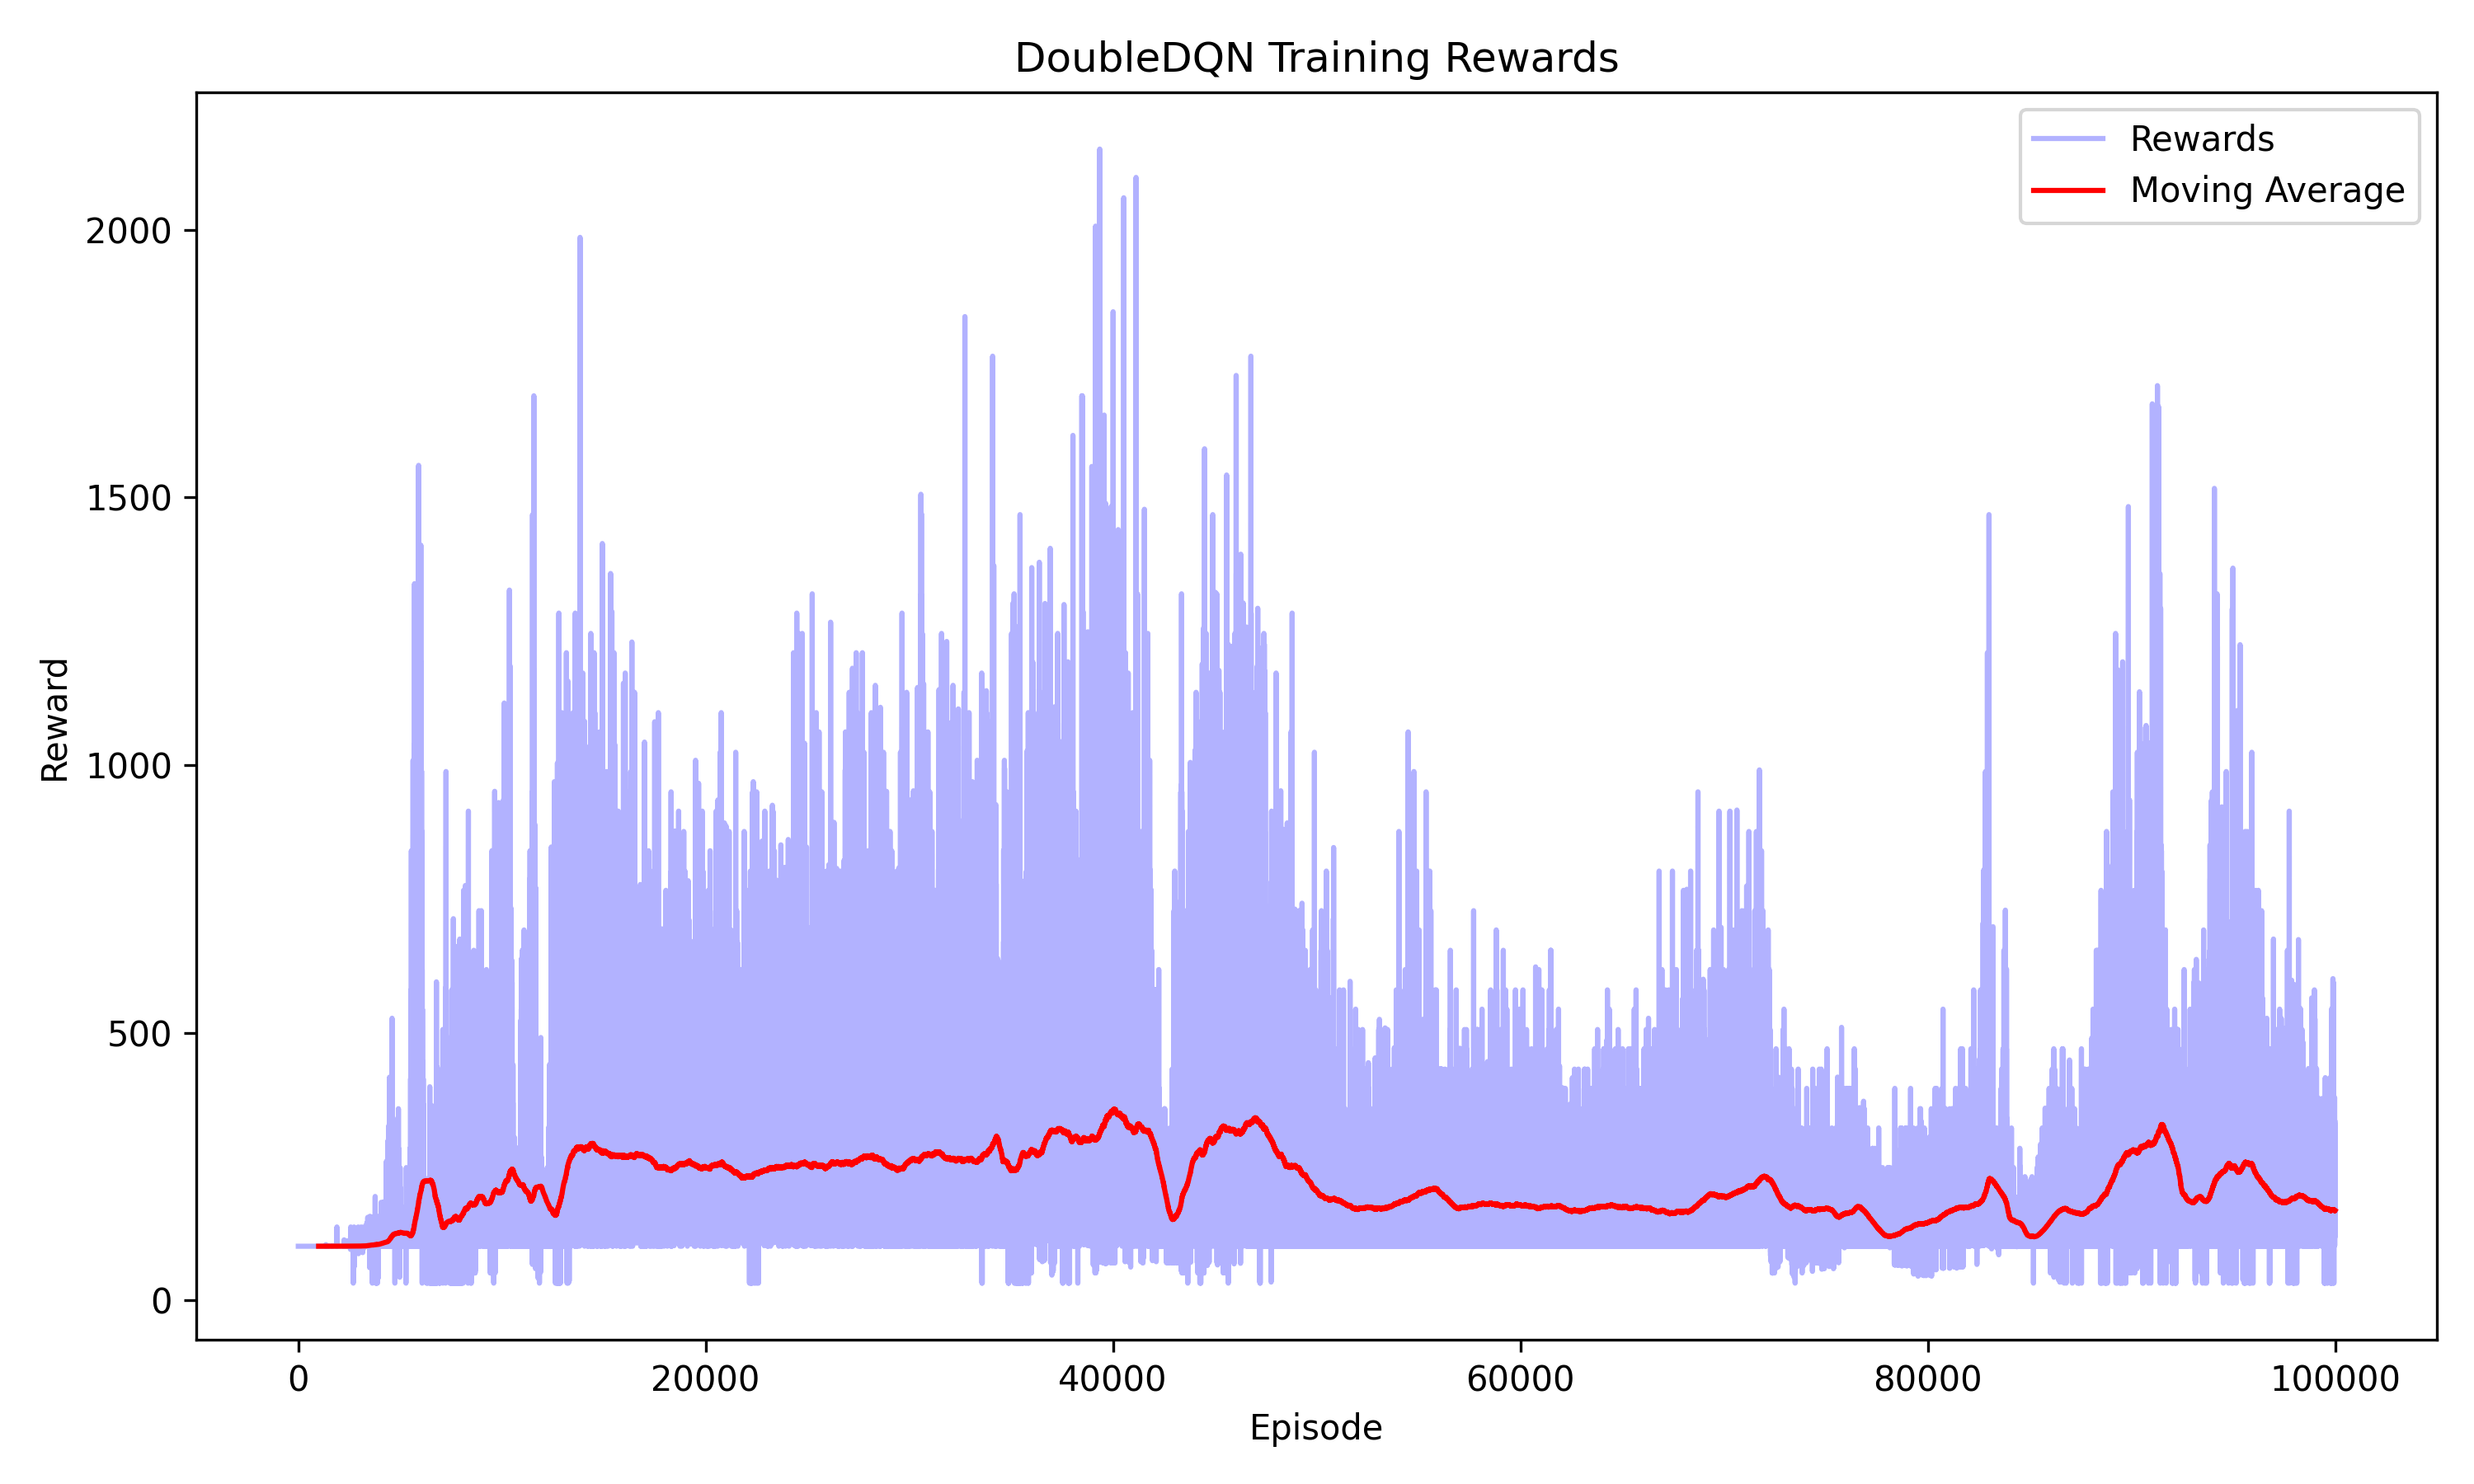 DoubleDQN Training Rewards
Rewards
Moving Average
2000
1500
1000
500
0
Reward
0 20000 40000 60000 80000 100000
Episode